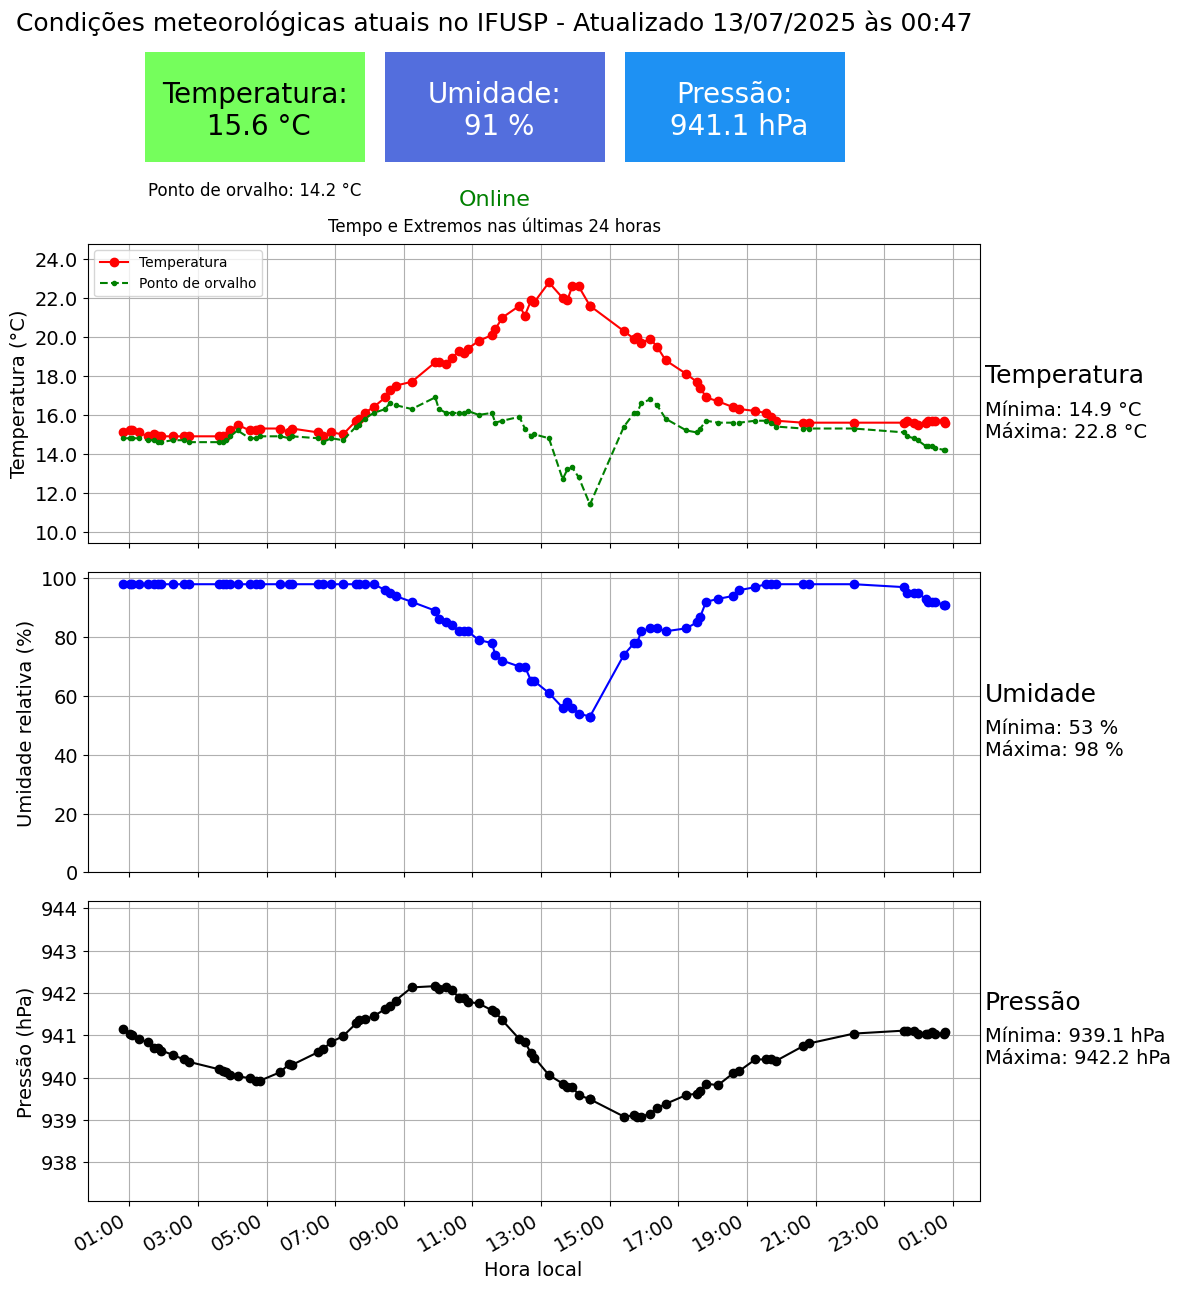 Condições meteorológicas atuais no IFUSP - Atualizado 13/07/2025 às 00:47
Temperatura:
15.6 °C
Umidade:
91 %
Pressão:
941.1 hPa
Ponto de orvalho: 14.2 °C
Online
Tempo e Extremos nas últimas 24 horas
Temperatura
Ponto de orvalho
Temperatura (°C)
24.0
22.0
20.0
18.0
16.0
14.0
12.0
10.0
Temperatura
Mínima: 14.9 °C
Máxima: 22.8 °C
Umidade relativa (%)
100
80
60
40
20
0
Umidade
Mínima: 53 %
Máxima: 98 %
Pressão (hPa)
944
943
942
941
940
939
938
Pressão
Mínima: 939.1 hPa
Máxima: 942.2 hPa
01:00 03:00 05:00 07:00 09:00 11:00 13:00 15:00 17:00 19:00 21:00 23:00 01:00
Hora local